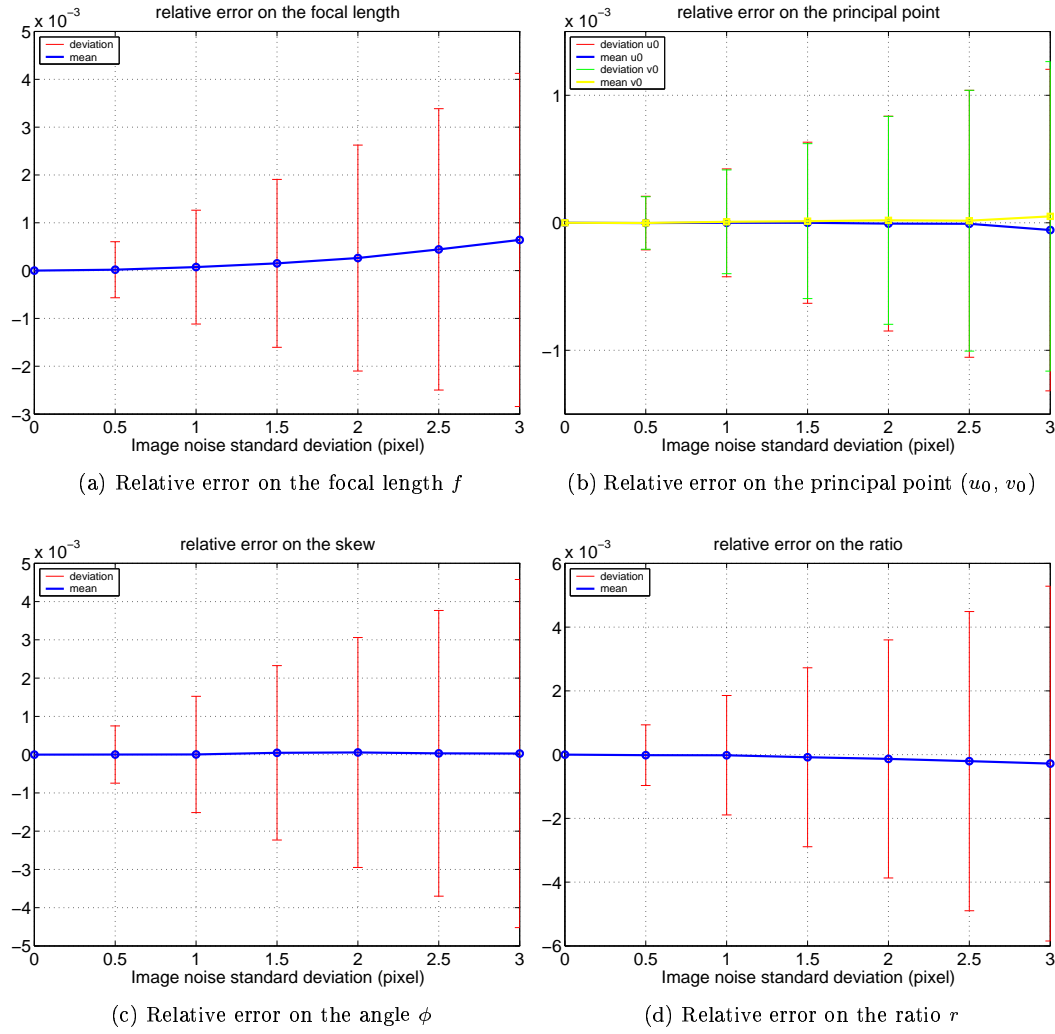 relative error on the focal length
x 10⁻³
deviation
mean
5
4
3
2
1
0
−1
−2
−3
0 0.5 1 1.5 2 2.5 3
Image noise standard deviation (pixel)
(a) Relative error on the focal length f
relative error on the principal point
x 10⁻³
deviation u0
mean u0
deviation v0
mean v0
1
0
−1
0 0.5 1 1.5 2 2.5 3
Image noise standard deviation (pixel)
(b) Relative error on the principal point (u₀, v₀)
relative error on the skew
x 10⁻³
deviation
mean
5
4
3
2
1
0
−1
−2
−3
−4
−5
0 0.5 1 1.5 2 2.5 3
Image noise standard deviation (pixel)
(c) Relative error on the angle ϕ
relative error on the ratio
x 10⁻³
deviation
mean
6
4
2
0
−2
−4
−6
0 0.5 1 1.5 2 2.5 3
Image noise standard deviation (pixel)
(d) Relative error on the ratio r